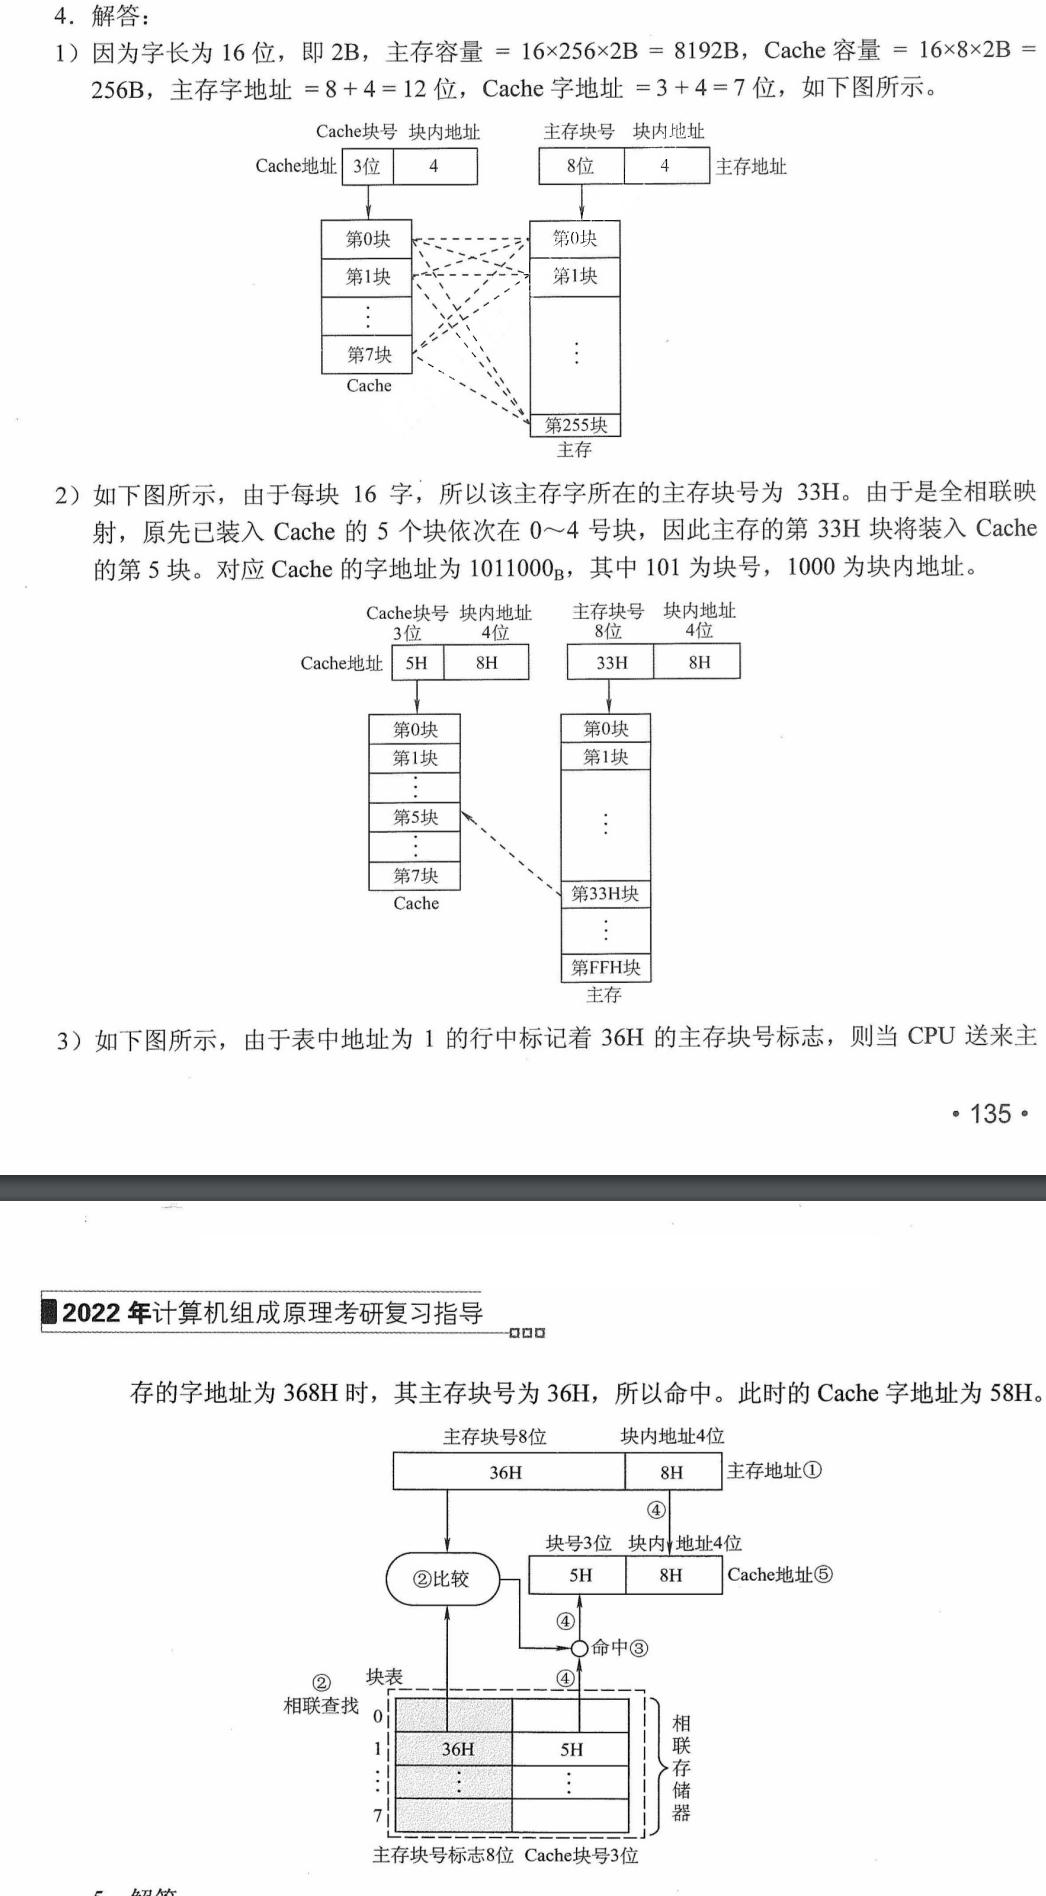 4．解答：
1）因为字长为 16 位，即 2B，主存容量 = 16×256×2B = 8192B，Cache 容量 = 16×8×2B =
256B，主存字地址 = 8 + 4 = 12 位，Cache 字地址 = 3 + 4 = 7 位，如下图所示。
Cache块号 块内地址 主存块号 块内地址
Cache地址 3位 4 8位 4 主存地址
第0块 第0块
第1块 第1块
⋮
第7块 ⋮
Cache
第255块
主存
2）如下图所示，由于每块 16 字，所以该主存字所在的主存块号为 33H。由于是全相联映
射，原先已装入 Cache 的 5 个块依次在 0～4 号块，因此主存的第 33H 块将装入 Cache
的第 5 块。对应 Cache 的字地址为 1011000B，其中 101 为块号，1000 为块内地址。
Cache块号 块内地址 主存块号 块内地址
3位 4位 8位 4位
Cache地址 5H 8H 33H 8H
第0块 第0块
第1块 第1块
⋮
第5块 ⋮
⋮
第7块 第33H块
Cache ⋮
第FFH块
主存
3）如下图所示，由于表中地址为 1 的行中标记着 36H 的主存块号标志，则当 CPU 送来主
• 135 •
2022 年计算机组成原理考研复习指导
存的字地址为 368H 时，其主存块号为 36H，所以命中。此时的 Cache 字地址为 58H。
主存块号8位 块内地址4位
36H 8H 主存地址①
④
块号3位 块内地址4位
②比较 5H 8H Cache地址⑤
④
命中③
② 块表 ④
相联查找
0
1 36H 5H
⋮ ⋮ ⋮
7
相联存储器
主存块号标志8位 Cache块号3位